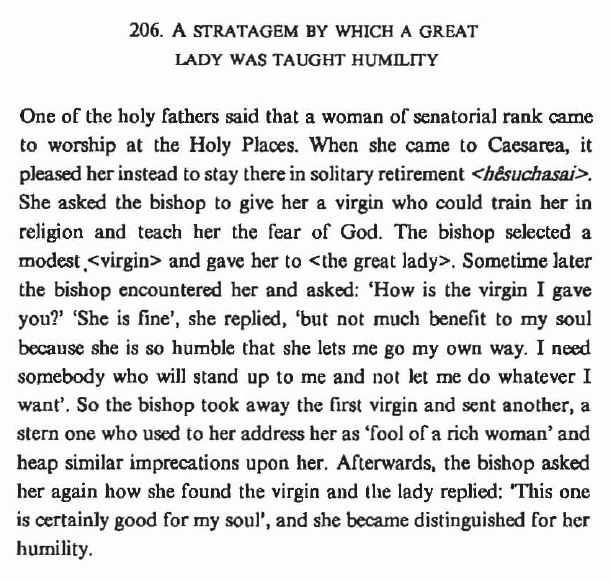 206. A STRATAGEM BY WHICH A GREAT
LADY WAS TAUGHT HUMILITY
One of the holy fathers said that a woman of senatorial rank came
to worship at the Holy Places. When she came to Caesarea, it
pleased her instead to stay there in solitary retirement <hêsuchasai>.
She asked the bishop to give her a virgin who could train her in
religion and teach her the fear of God. The bishop selected a
modest <virgin> and gave her to <the great lady>. Sometime later
the bishop encountered her and asked: ‘How is the virgin I gave
you?’ ‘She is fine’, she replied, ‘but not much benefit to my soul
because she is so humble that she lets me go my own way. I need
somebody who will stand up to me and not let me do whatever I
want’. So the bishop took away the first virgin and sent another, a
stern one who used to her address her as ‘fool of a rich woman’ and
heap similar imprecations upon her. Afterwards, the bishop asked
her again how she found the virgin and the lady replied: ‘This one
is certainly good for my soul’, and she became distinguished for her
humility.